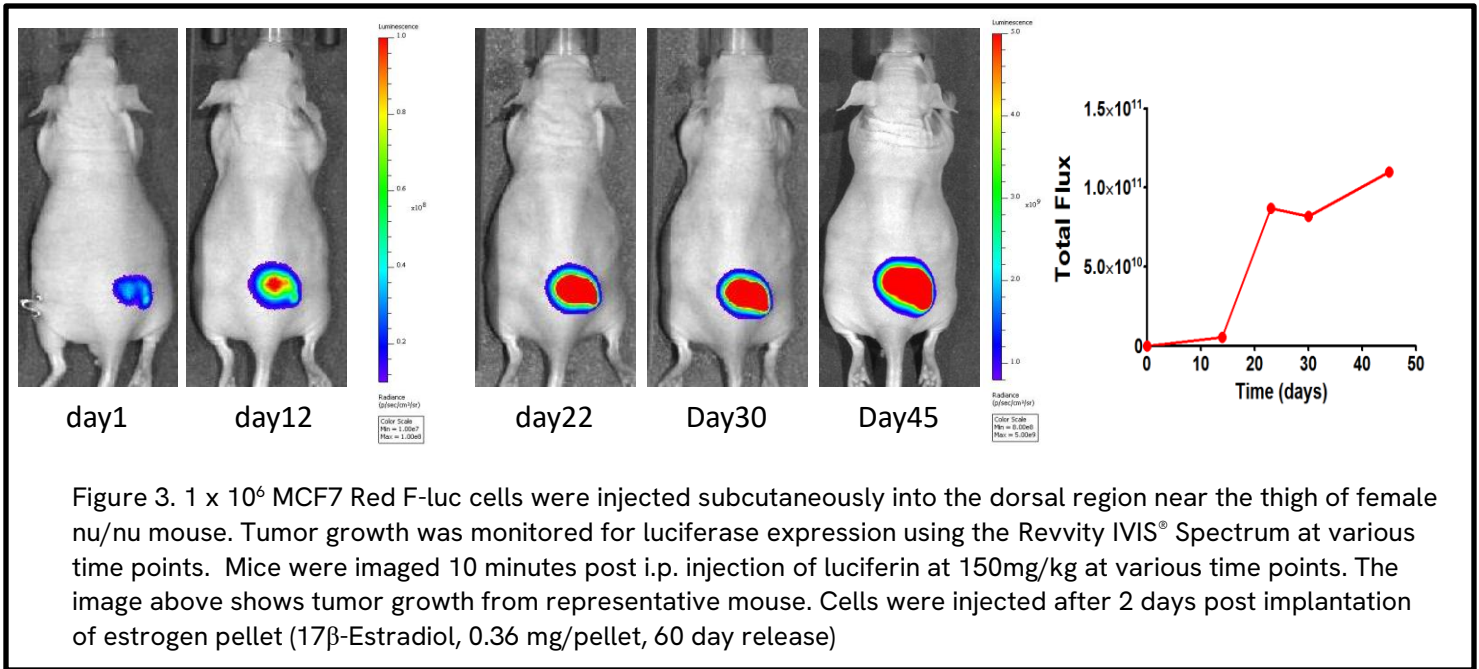 Luminescence
1.0
0.8
0.6
x10⁸
0.4
0.2
Radiance
(p/sec/cm²/sr)
Color Scale
Min = 1.00e7
Max = 1.00e8
Luminescence
5.0
4.0
3.0
x10⁹
2.0
1.0
Radiance
(p/sec/cm²/sr)
Color Scale
Min = 8.00e8
Max = 5.00e9
day1
day12
day22
Day30
Day45
Total Flux
1.5×10¹¹
1.0×10¹¹
5.0×10¹⁰
0
0 10 20 30 40 50
Time (days)
Figure 3. 1 x 10⁶ MCF7 Red F-luc cells were injected subcutaneously into the dorsal region near the thigh of female
nu/nu mouse. Tumor growth was monitored for luciferase expression using the Revvity IVIS® Spectrum at various
time points. Mice were imaged 10 minutes post i.p. injection of luciferin at 150mg/kg at various time points. The
image above shows tumor growth from representative mouse. Cells were injected after 2 days post implantation
of estrogen pellet (17β-Estradiol, 0.36 mg/pellet, 60 day release)